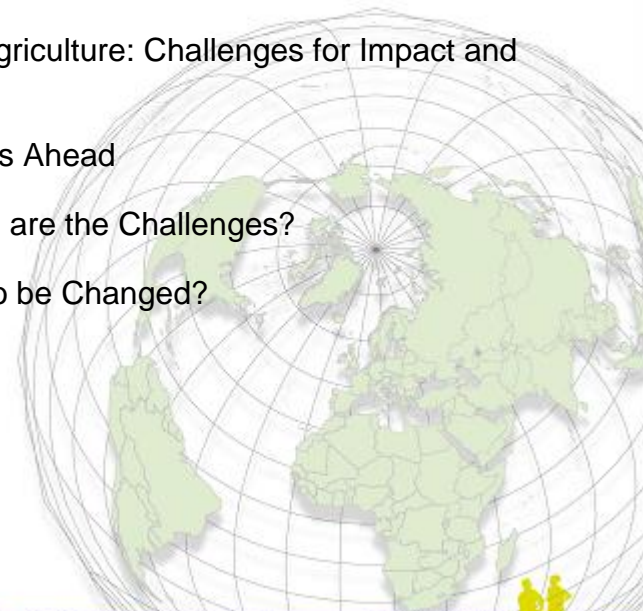 griculture: Challenges for Impact and
s Ahead
are the Challenges?
be Changed?